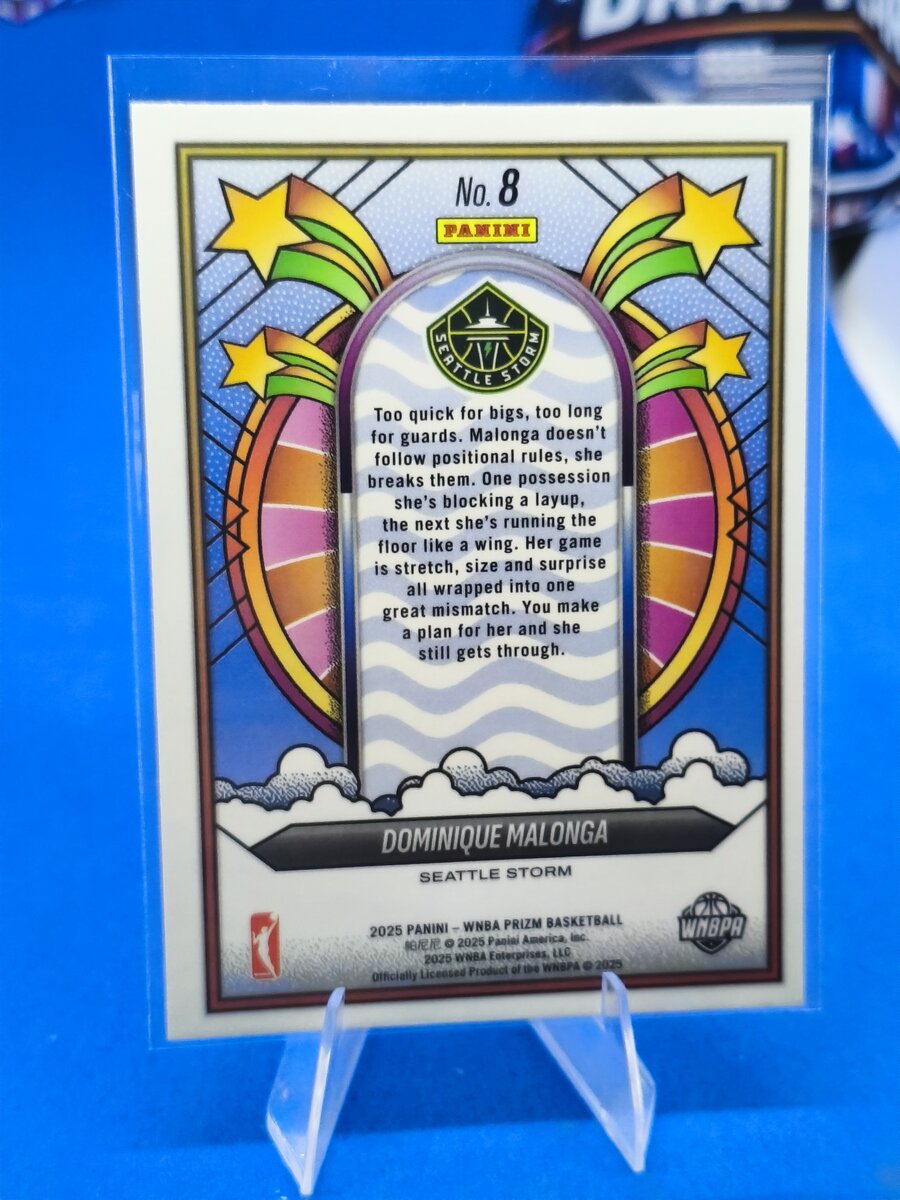 No. 8
PANINI
SEATTLE STORM
Too quick for bigs, too long
for guards. Malonga doesn't
follow positional rules, she
breaks them. One possession
she's blocking a layup,
the next she's running the
floor like a wing. Her game
is stretch, size and surprise
all wrapped into one
great mismatch. You make
a plan for her and she
still gets through.
DOMINIQUE MALONGA
SEATTLE STORM
2025 PANINI – WNBA PRIZM BASKETBALL
帕尼尼 © 2025 Panini America, Inc.
2025 WNBA Enterprises, LLC
Officially Licensed Product of the WNBPA © 2025
WNBPA